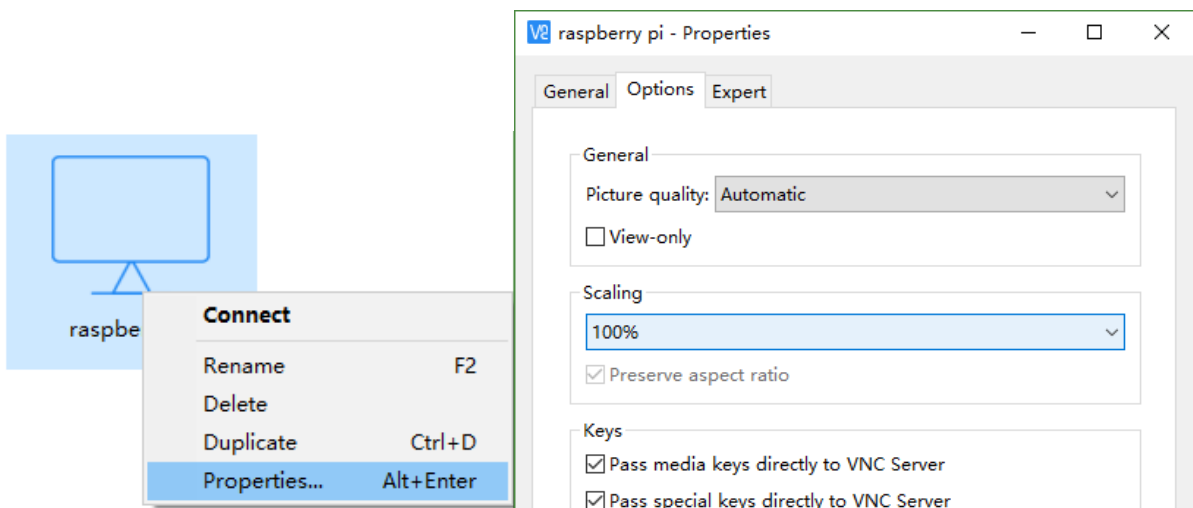 raspbe
Connect
Rename F2
Delete
Duplicate Ctrl+D
Properties... Alt+Enter
raspberry pi - Properties
General Options Expert
General
Picture quality: Automatic
View-only
Scaling
100%
Preserve aspect ratio
Keys
Pass media keys directly to VNC Server
Pass special keys directly to VNC Server